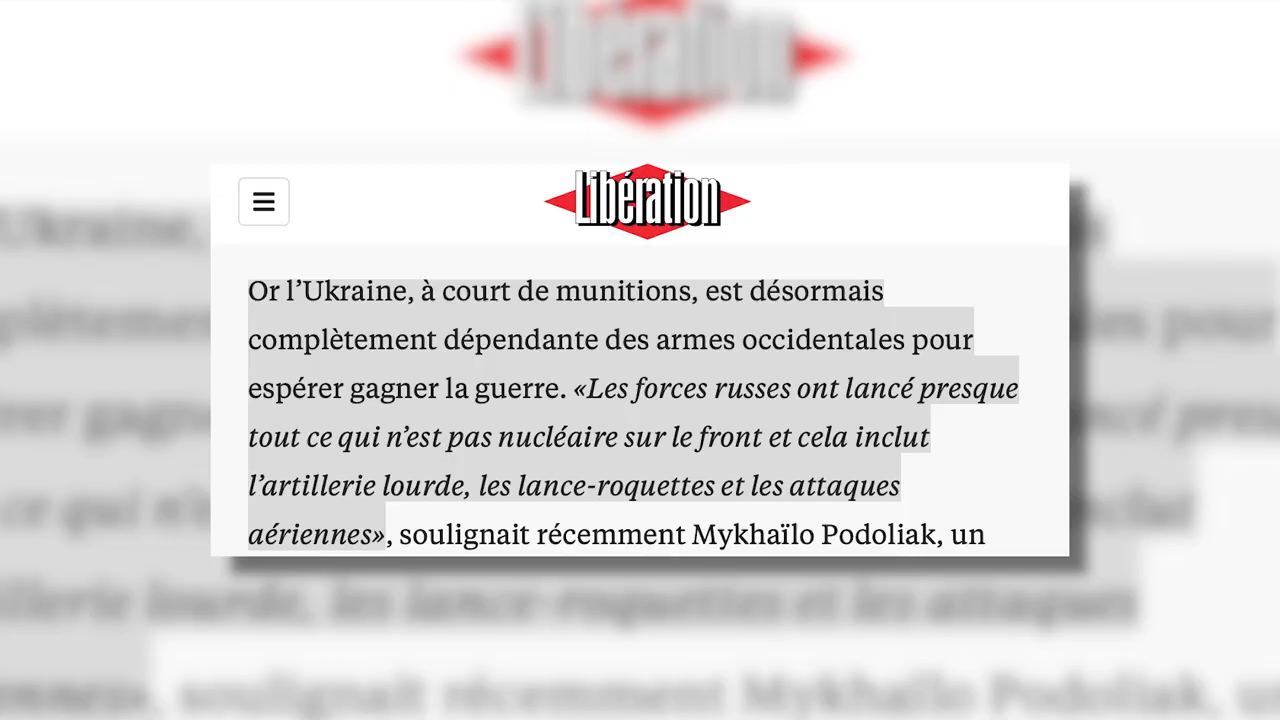 Libération
Or l’Ukraine, à court de munitions, est désormais
complètement dépendante des armes occidentales pour
espérer gagner la guerre. «Les forces russes ont lancé presque
tout ce qui n’est pas nucléaire sur le front et cela inclut
l’artillerie lourde, les lance-roquettes et les attaques
aériennes», soulignait récemment Mykhaïlo Podoliak, un